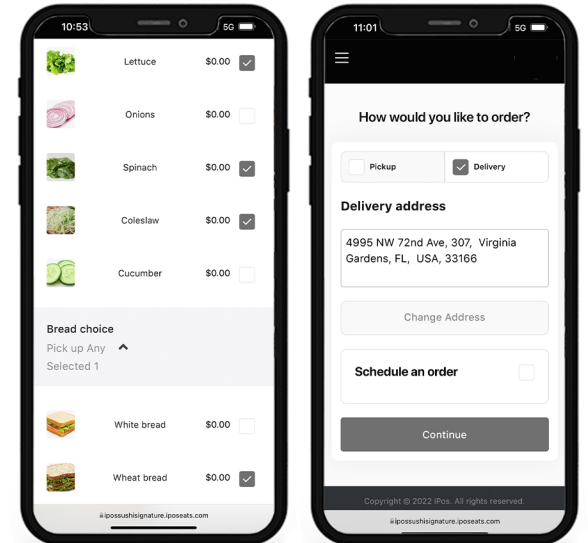 10:53
5G
Lettuce $0.00
Onions $0.00
Spinach $0.00
Coleslaw $0.00
Cucumber $0.00
Bread choice
Pick up Any
Selected 1
White bread $0.00
Wheat bread $0.00
ipossushisignature.iposeats.com
11:01
5G
How would you like to order?
Pickup
Delivery
Delivery address
4995 NW 72nd Ave, 307, Virginia
Gardens, FL, USA, 33166
Change Address
Schedule an order
Continue
Copyright @ 2022 iPos. All rights reserved.
ipossushisignature.iposeats.com